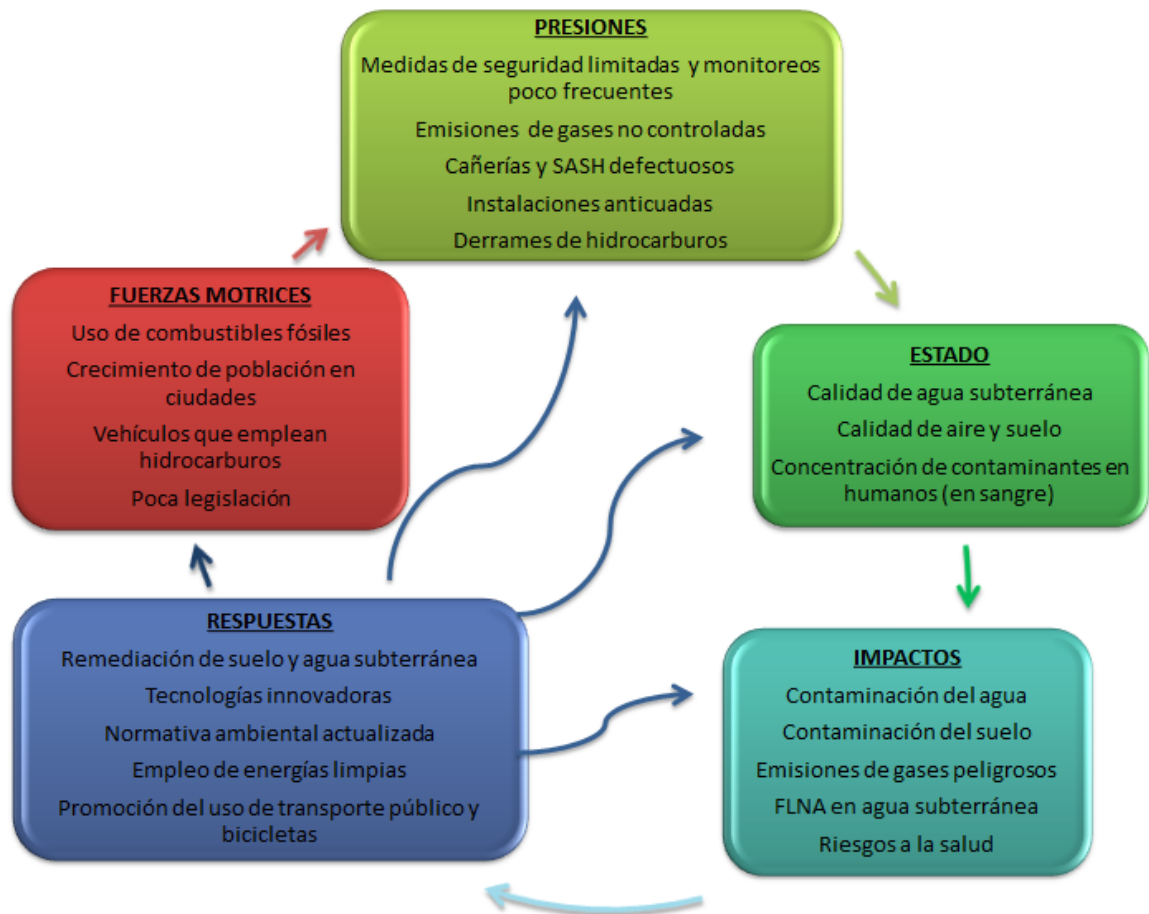 PRESIONES
Medidas de seguridad limitadas y monitoreos
poco frecuentes
Emisiones de gases no controladas
Cañerías y SASH defectuosos
Instalaciones anticuadas
Derrames de hidrocarburos
FUERZAS MOTRICES
Uso de combustibles fósiles
Crecimiento de población en
ciudades
Vehículos que emplean
hidrocarburos
Poca legislación
ESTADO
Calidad de agua subterránea
Calidad de aire y suelo
Concentración de contaminantes en
humanos (en sangre)
RESPUESTAS
Remediación de suelo y agua subterránea
Tecnologías innovadoras
Normativa ambiental actualizada
Empleo de energías limpias
Promoción del uso de transporte público y
bicicletas
IMPACTOS
Contaminación del agua
Contaminación del suelo
Emisiones de gases peligrosos
FLNA en agua subterránea
Riesgos a la salud